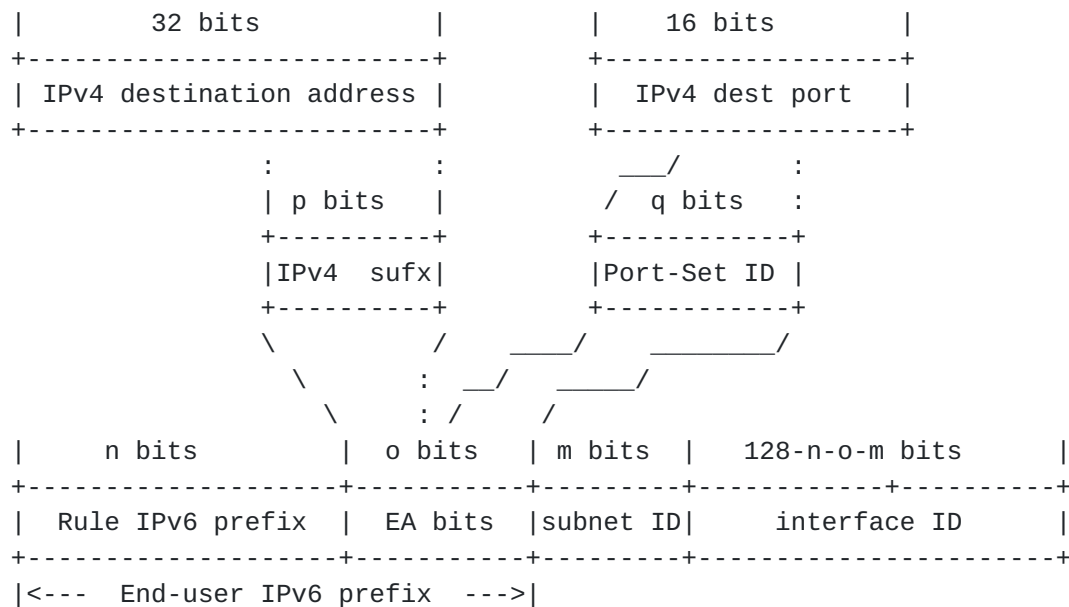 |        32 bits           |         |    16 bits        |
+--------------------------+         +-------------------+
| IPv4 destination address |         |  IPv4 dest port   |
+--------------------------+         +-------------------+
                :          :           ___/       :
                | p bits   |          /  q bits   :
                +----------+         +------------+
                |IPv4  sufx|         |Port-Set ID |
                +----------+         +------------+
                \          /    ____/    ________/
                  \       :  __/   _____/
                    \     : /     /
|     n bits         |  o bits   | m bits  |   128-n-o-m bits      |
+--------------------+-----------+---------+------------+----------+
|  Rule IPv6 prefix  |  EA bits  |subnet ID|     interface ID      |
+--------------------+-----------+---------+-----------------------+
|<---  End-user IPv6 prefix  --->|